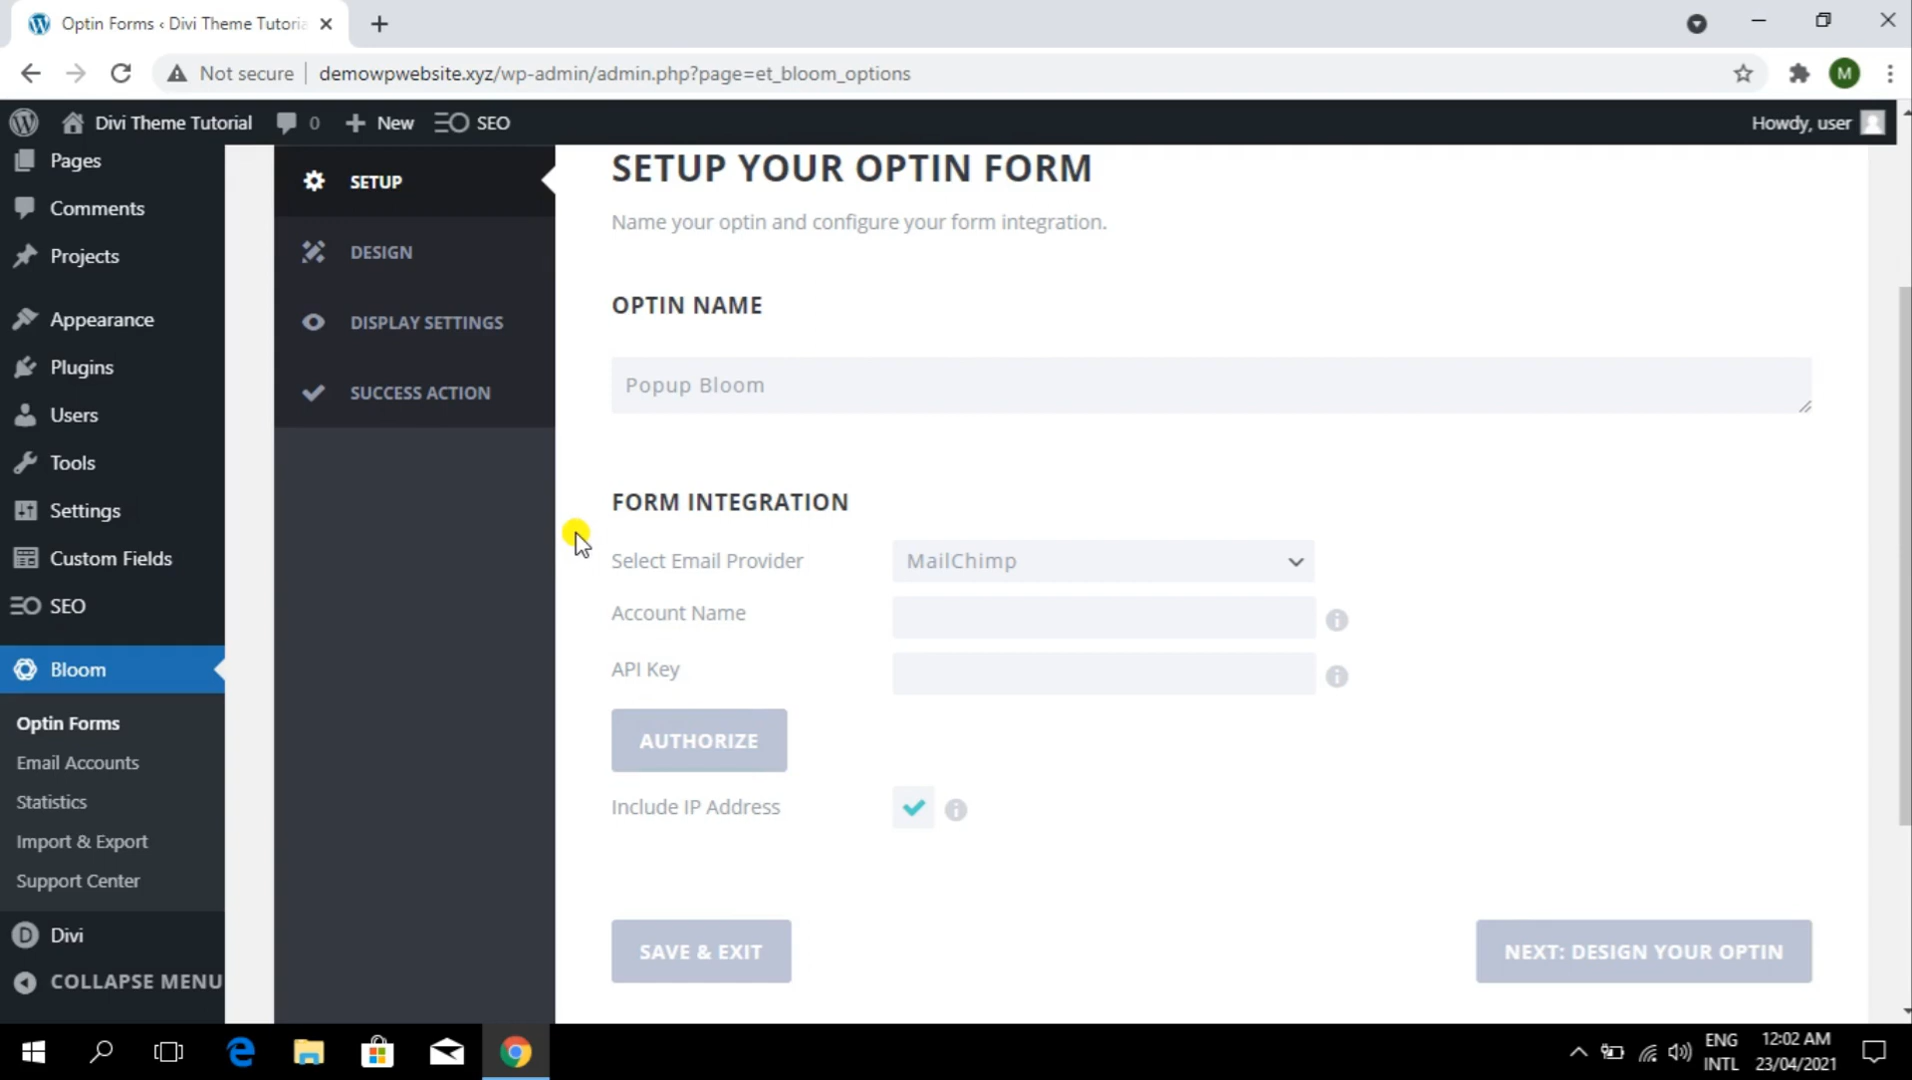 Optin Forms ‹ Divi Theme Tutoria
Not secure
demowpwebsite.xyz/wp-admin/admin.php?page=et_bloom_options
M
Divi Theme Tutorial
0
New
SEO
Howdy, user
Pages
Comments
Projects
Appearance
Plugins
Users
Tools
Settings
Custom Fields
SEO
Bloom
Optin Forms
Email Accounts
Statistics
Import & Export
Support Center
Divi
COLLAPSE MENU
SETUP
DESIGN
DISPLAY SETTINGS
SUCCESS ACTION
SETUP YOUR OPTIN FORM
Name your optin and configure your form integration.
OPTIN NAME
Popup Bloom
FORM INTEGRATION
Select Email Provider
MailChimp
Account Name
API Key
AUTHORIZE
Include IP Address
SAVE & EXIT
NEXT: DESIGN YOUR OPTIN
ENG
INTL
12:02 AM
23/04/2021